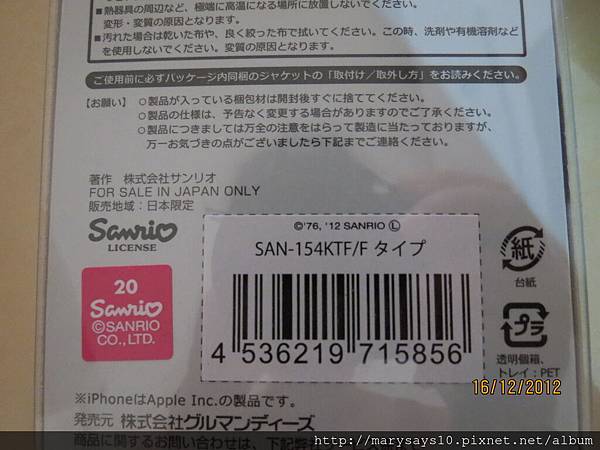 ■熱器具の周辺など、極端に高温になる場所に放置しないでください。
変形・変質の原因となります。
■汚れた場合は乾いた布や、良く絞った布で拭いてください。この時、洗剤や有機溶剤など
を使用しないでください。変質の原因となります。
ご使用前に必ずパッケージ内同梱のジャケットの「取付け/取外し方」をお読みください。
【お願い】 ○製品が入っている梱包材は開封後すぐに捨ててください。
○製品の仕様は、予告なく変更する場合がありますのでご了承ください。
○製品につきましては万全の注意をはらって製造に当たっておりますが、
万一お気づきの点がございましたら下記までご連絡ください。
著作 株式会社サンリオ
FOR SALE IN JAPAN ONLY
販売地域:日本限定
Sanrio
LICENSE
20
Sanrio
©SANRIO
CO., LTD.
©'76, '12 SANRIO Ⓛ
SAN-154KTF/F タイプ
4 536219 715856
紙
台紙
プラ
透明個箱、
トレイ:PET
16/12/2012
※iPhoneはApple Inc.の製品です。
発売元 株式会社グルマンディーズ
商品に関するお問い合わせは、下記
http://marysays10.pixnet.net/album